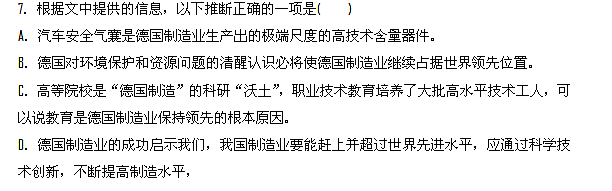 7. 根据文中提供的信息，以下推断正确的一项是(　　)
A. 汽车安全气囊是德国制造业生产出的极端尺度的高技术含量器件。
B. 德国对环境保护和资源问题的清醒认识必将使德国制造业继续占据世界领先位置。
C. 高等院校是“德国制造”的科研“沃土”，职业技术教育培养了大批高水平技术工人，可
以说教育是德国制造业保持领先的根本原因。
D. 德国制造业的成功启示我们，我国制造业要能赶上并超过世界先进水平，应通过科学技
术创新，不断提高制造水平，